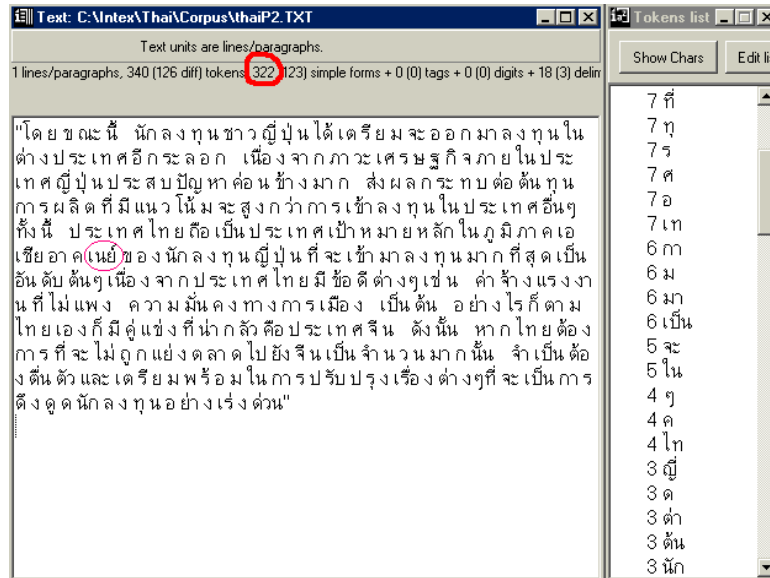 Text: C:\Intex\Thai\Corpus\thaiP2.TXT
Text units are lines/paragraphs.
1 lines/paragraphs, 340 (126 diff) tokens, 322 (123) simple forms + 0 (0) tags + 0 (0) digits + 18 (3) delim
"โดยขณะนี้ นักลงทุนชาวญี่ปุ่นได้เตรียมจะออกมาลงทุนใน
ต่างประเทศอีกระลอก เนื่องจากภาวะเศรษฐกิจภายในประ
เทศญี่ปุ่นประสบปัญหาค่อนข้างมาก ส่งผลกระทบต่อต้นทุน
การผลิตที่มีแนวโน้มจะสูงกว่าการเข้าลงทุนในประเทศอื่นๆ
ทั้งนี้ ประเทศไทยถือเป็นประเทศเป้าหมายหลักในภูมิภาคเอ
เชียอาคเนย์ของนักลงทุนญี่ปุ่นที่จะเข้ามาลงทุนมากที่สุดเป็น
อันดับต้นๆเนื่องจากประเทศไทยมีข้อดีต่างๆเช่น ค่าจ้างแรงงา
นที่ไม่แพง ความมั่นคงทางการเมือง เป็นต้น อย่างไรก็ตาม
ไทยเองก็มีคู่แข่งที่น่ากลัวคือประเทศจีน ดังนั้น หากไทยต้อง
การที่จะไม่ถูกแย่งตลาดไปยังจีนเป็นจำนวนมากนั้น จำเป็นต้อ
งตื่นตัวและเตรียมพร้อมในการปรับปรุงเรื่องต่างๆที่จะเป็นการ
ดึงดูดนักลงทุนอย่างเร่งด่วน"
Tokens list
Show Chars Edit li
7 ที่
7 ทุ
7 ร
7 ศ
7 อ
7 เท
6 กา
6 ม
6 มา
6 เป็น
5 จะ
5 ใน
4 ๆ
4 ค
4 ไท
3 ญี่
3 ด
3 ต่า
3 ต้น
3 นัก